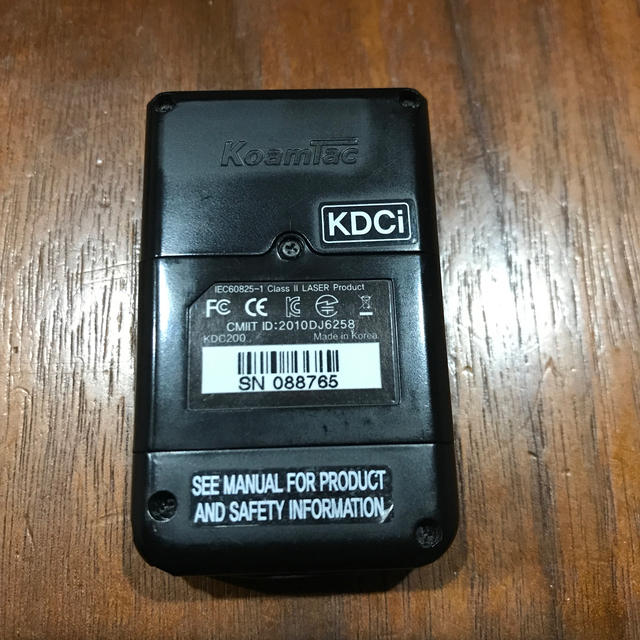 KoamTac
KDCi
IEC60825-1 Class II LASER Product
FC CE
CMIIT ID:2010DJ6258
KDC200 Made in Korea
SN 088765
SEE MANUAL FOR PRODUCT
AND SAFETY INFORMATION